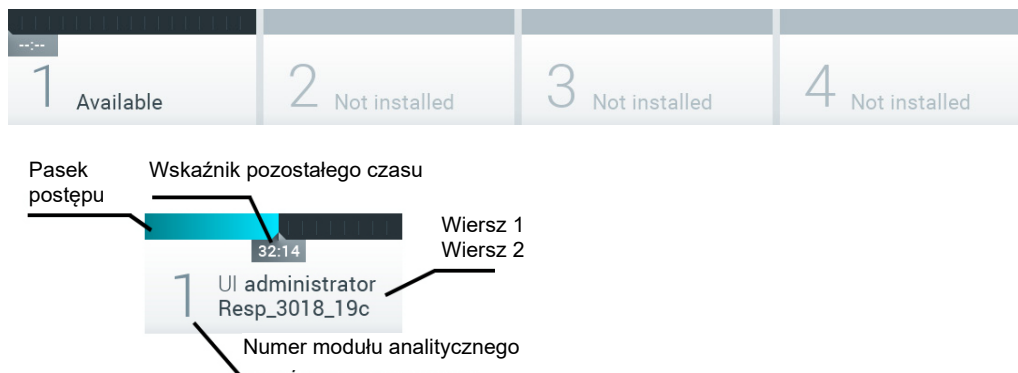 --:--
1 Available
2 Not installed
3 Not installed
4 Not installed
Pasek
postępu
Wskaźnik pozostałego czasu
Wiersz 1
Wiersz 2
32:14
1
UI administrator
Resp_3018_19c
Numer modułu analitycznego